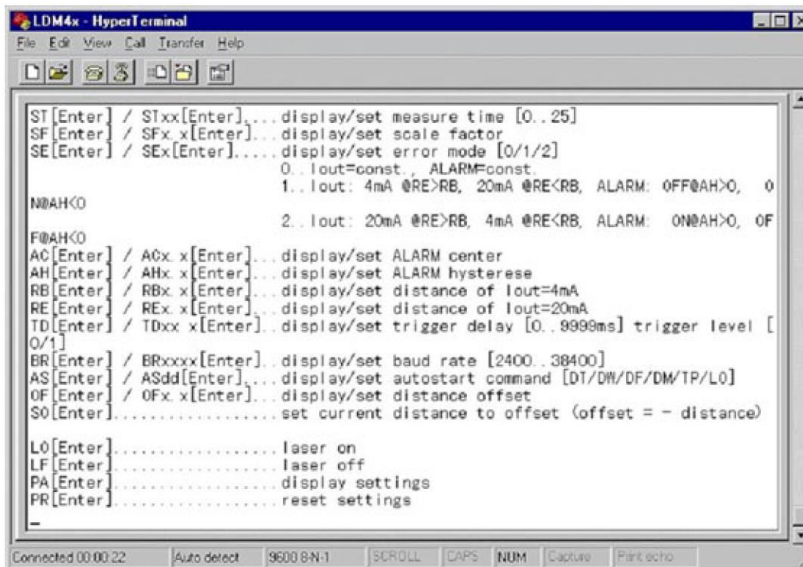 LDM4x - HyperTerminal
File Edit View Call Transfer Help
ST[Enter] / STxx[Enter].... display/set measure time [0..25]
SF[Enter] / SFx.x[Enter]... display/set scale factor
SE[Enter] / SEx[Enter]..... display/set error mode [0/1/2]
0..Iout=const., ALARM=const.
1..Iout: 4mA @RE>RB, 20mA @RE<RB, ALARM: OFF@AH>0, O
N@AH<0
2..Iout: 20mA @RE>RB, 4mA @RE<RB, ALARM: ON@AH>0, OF
F@AH<0
AC[Enter] / ACx.x[Enter]... display/set ALARM center
AH[Enter] / AHx.x[Enter]... display/set ALARM hysterese
RB[Enter] / RBx.x[Enter]... display/set distance of Iout=4mA
RE[Enter] / REx.x[Enter]... display/set distance of Iout=20mA
TD[Enter] / TDxx x[Enter].. display/set trigger delay [0..9999ms] trigger level [
0/1]
BR[Enter] / BRxxxx[Enter].. display/set baud rate [2400..38400]
AS[Enter] / ASdd[Enter].... display/set autostart command [DT/DW/DF/DM/TP/LO]
OF[Enter] / OFx.x[Enter]... display/set distance offset
SO[Enter].................. set current distance to offset (offset = - distance)
LO[Enter].................. laser on
LF[Enter].................. laser off
PA[Enter].................. display settings
PR[Enter].................. reset settings
Connected 00:00:22 Auto detect 9600 8-N-1 SCROLL CAPS NUM Capture Print echo